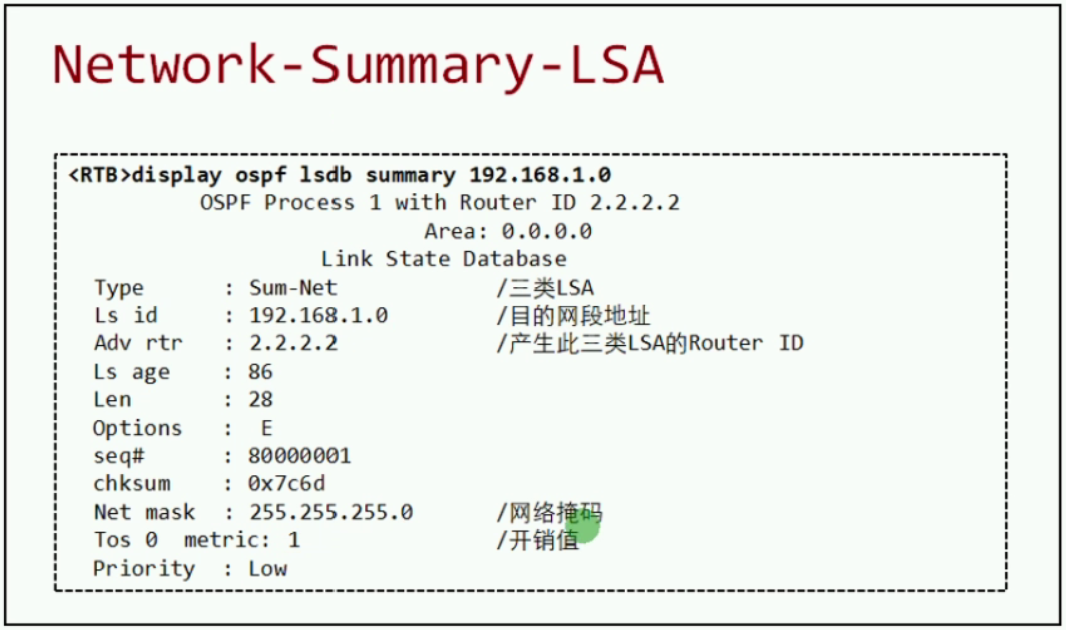 Network-Summary-LSA
<RTB>display ospf lsdb summary 192.168.1.0
OSPF Process 1 with Router ID 2.2.2.2
Area: 0.0.0.0
Link State Database
Type : Sum-Net /三类LSA
Ls id : 192.168.1.0 /目的网段地址
Adv rtr : 2.2.2.2 /产生此三类LSA的Router ID
Ls age : 86
Len : 28
Options : E
seq# : 80000001
chksum : 0x7c6d
Net mask : 255.255.255.0 /网络掩码
Tos 0 metric: 1 /开销值
Priority : Low